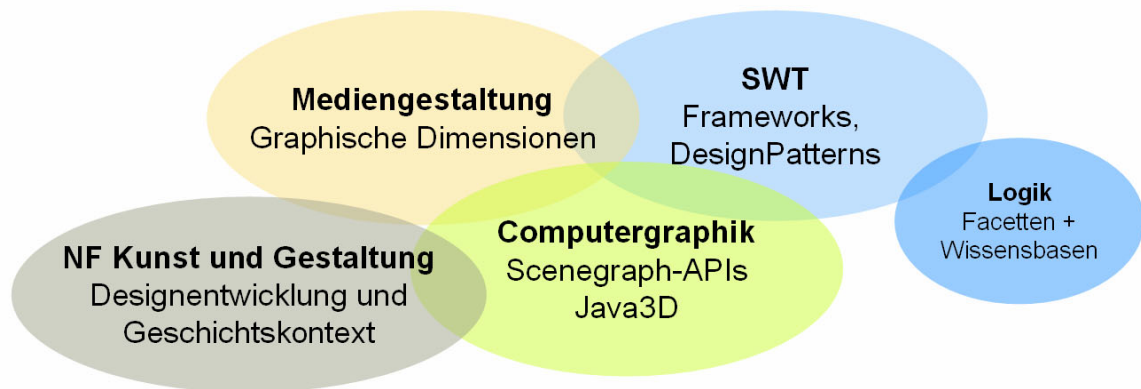 Mediengestaltung
Graphische Dimensionen
SWT
Frameworks,
DesignPatterns
Logik
Facetten +
Wissensbasen
NF Kunst und Gestaltung
Designentwicklung und
Geschichtskontext
Computergraphik
Scenegraph-APIs
Java3D